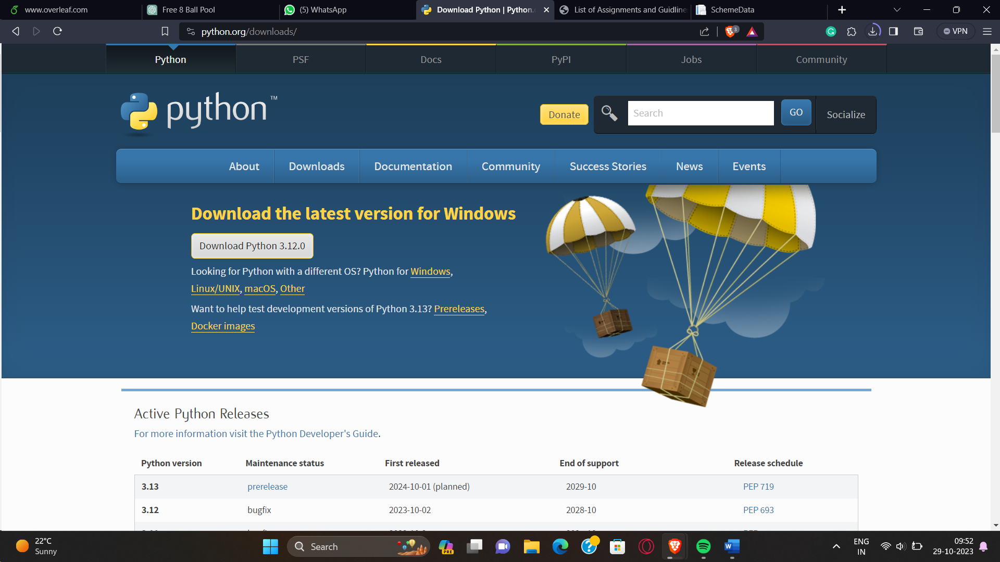 www.overleaf.com
Free 8 Ball Pool
(5) WhatsApp
Download Python | Python.
List of Assignments and Guidline
SchemeData
python.org/downloads/
3
VPN
Python
PSF
Docs
PyPI
Jobs
Community
python™
Donate
Search
GO
Socialize
About
Downloads
Documentation
Community
Success Stories
News
Events
Download the latest version for Windows
Download Python 3.12.0
Looking for Python with a different OS? Python for Windows,
Linux/UNIX, macOS, Other
Want to help test development versions of Python 3.13? Prereleases,
Docker images
Active Python Releases
For more information visit the Python Developer's Guide.
Python version Maintenance status First released End of support Release schedule
3.13 prerelease 2024-10-01 (planned) 2029-10 PEP 719
3.12 bugfix 2023-10-02 2028-10 PEP 693
22°C
Sunny
Search
PRE
ENG
IN
09:52
29-10-2023